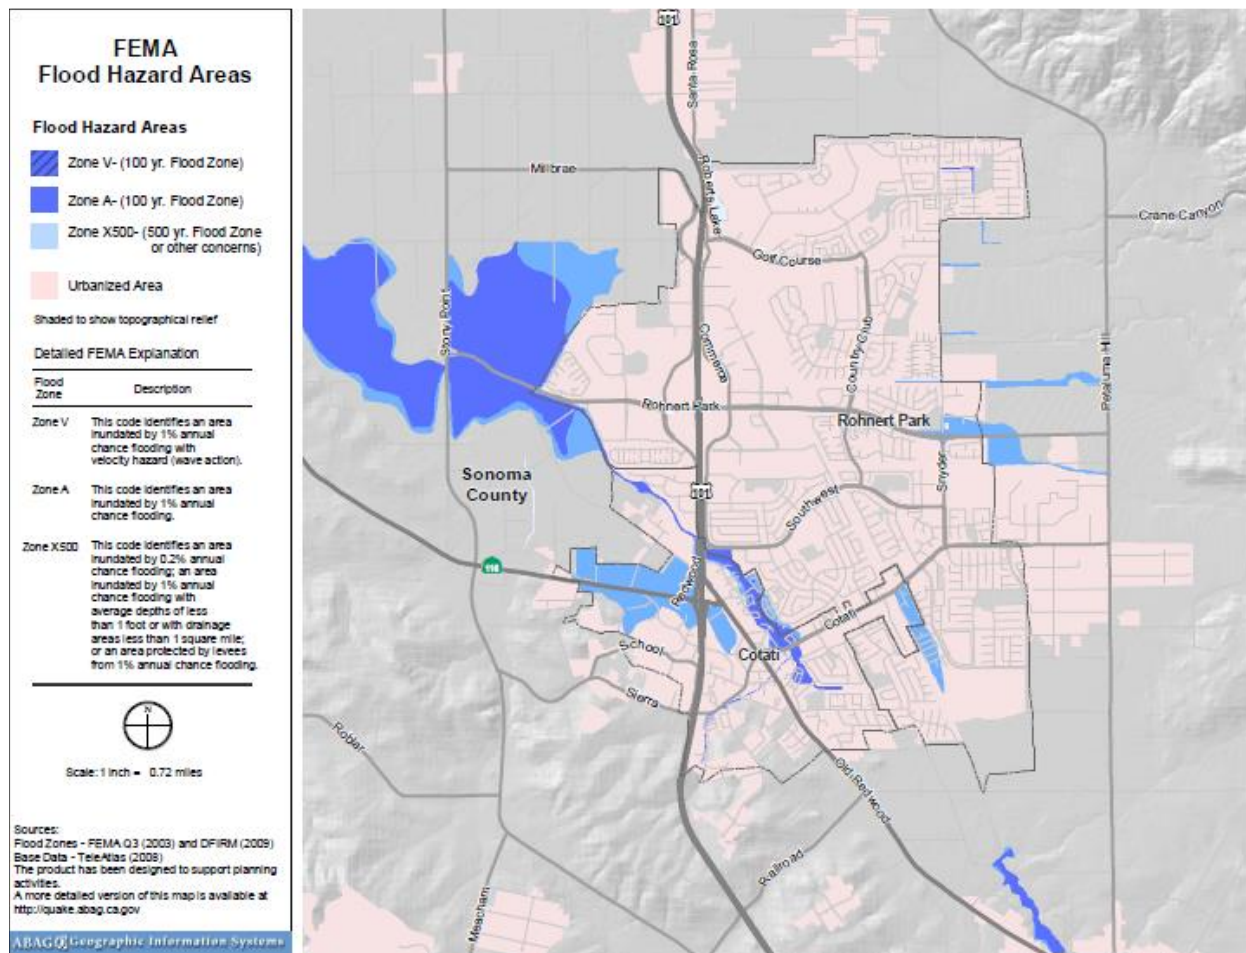 FEMA
Flood Hazard Areas
Flood Hazard Areas
Zone V- (100 yr. Flood Zone)
Zone A- (100 yr. Flood Zone)
Zone X500- (500 yr. Flood Zone
or other concerns)
Urbanized Area
Shaded to show topographical relief
Detailed FEMA Explanation
Flood
Zone
Description
Zone V
This code identifies an area
inundated by 1% annual
chance flooding with
velocity hazard (wave action).
Zone A
This code identifies an area
inundated by 1% annual
chance flooding.
Zone X500
This code identifies an area
inundated by 0.2% annual
chance flooding; an area
inundated by 1% annual
chance flooding with
average depths of less
than 1 foot or with drainage
areas less than 1 square mile;
or an area protected by levees
from 1% annual chance flooding.
N
Scale: 1 inch = 0.72 miles
Sources:
Flood Zones - FEMA Q3 (2003) and DFIRM (2009)
Base Data - TeleAtlas (2008)
The product has been designed to support planning
activities.
A more detailed version of this map is available at
http://quake.abag.ca.gov
ABAG Geographic Information Systems
101
Santa Rosa
Millbrae
Roberts Lake
Crane Canyon
Golf Course
Stony Point
Commerce
Country Club
Petaluma Hill
Rohnert Park
Rohnert Park
Sonoma
County
Snyder
101
Southwest
116
Redwood
Cotati
School
Cotati
Sierra
Roblar
Old Redwood
Railroad
Meacham